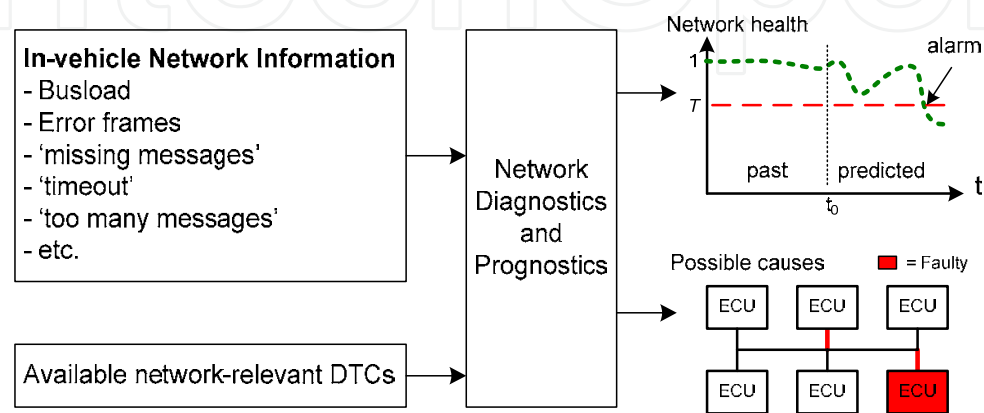 In-vehicle Network Information
- Busload
- Error frames
- 'missing messages'
- 'timeout'
- 'too many messages'
- etc.
Available network-relevant DTCs
Network
Diagnostics
and
Prognostics
Network health
alarm
1
T
past
predicted
t
t0
Possible causes
= Faulty
ECU
ECU
ECU
ECU
ECU
ECU